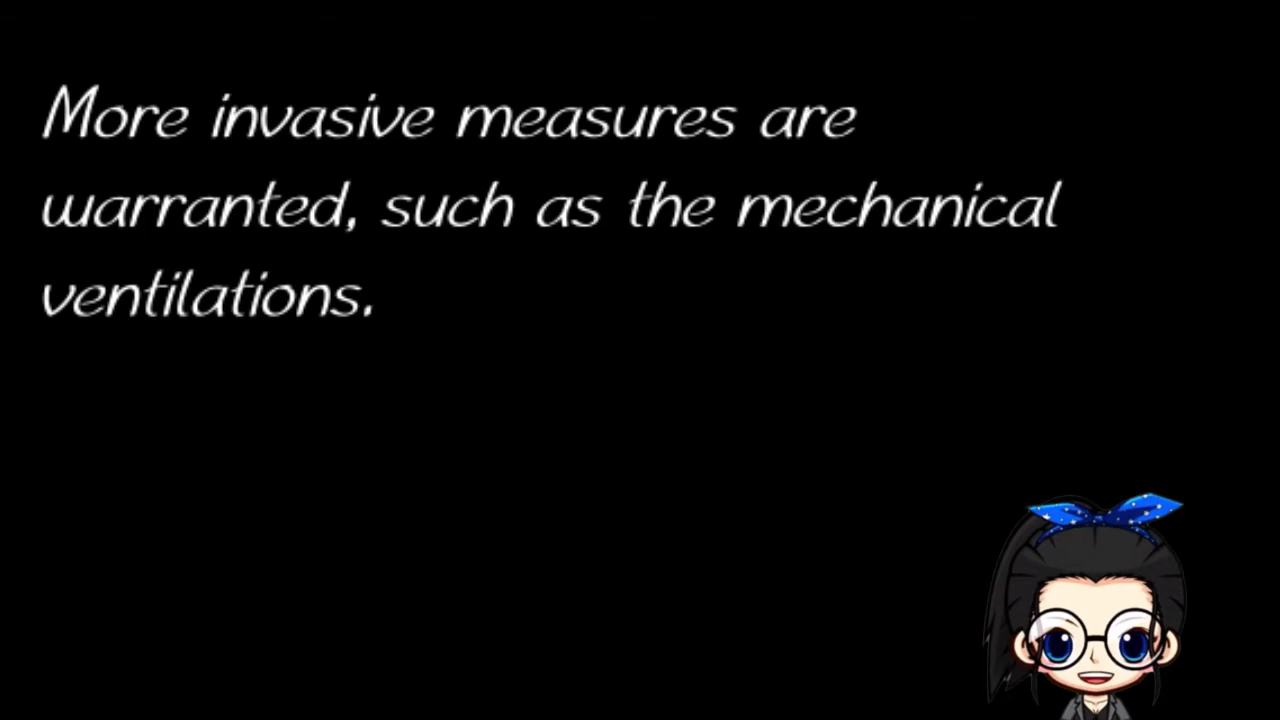 More invasive measures are
warranted, such as the mechanical
ventilations.